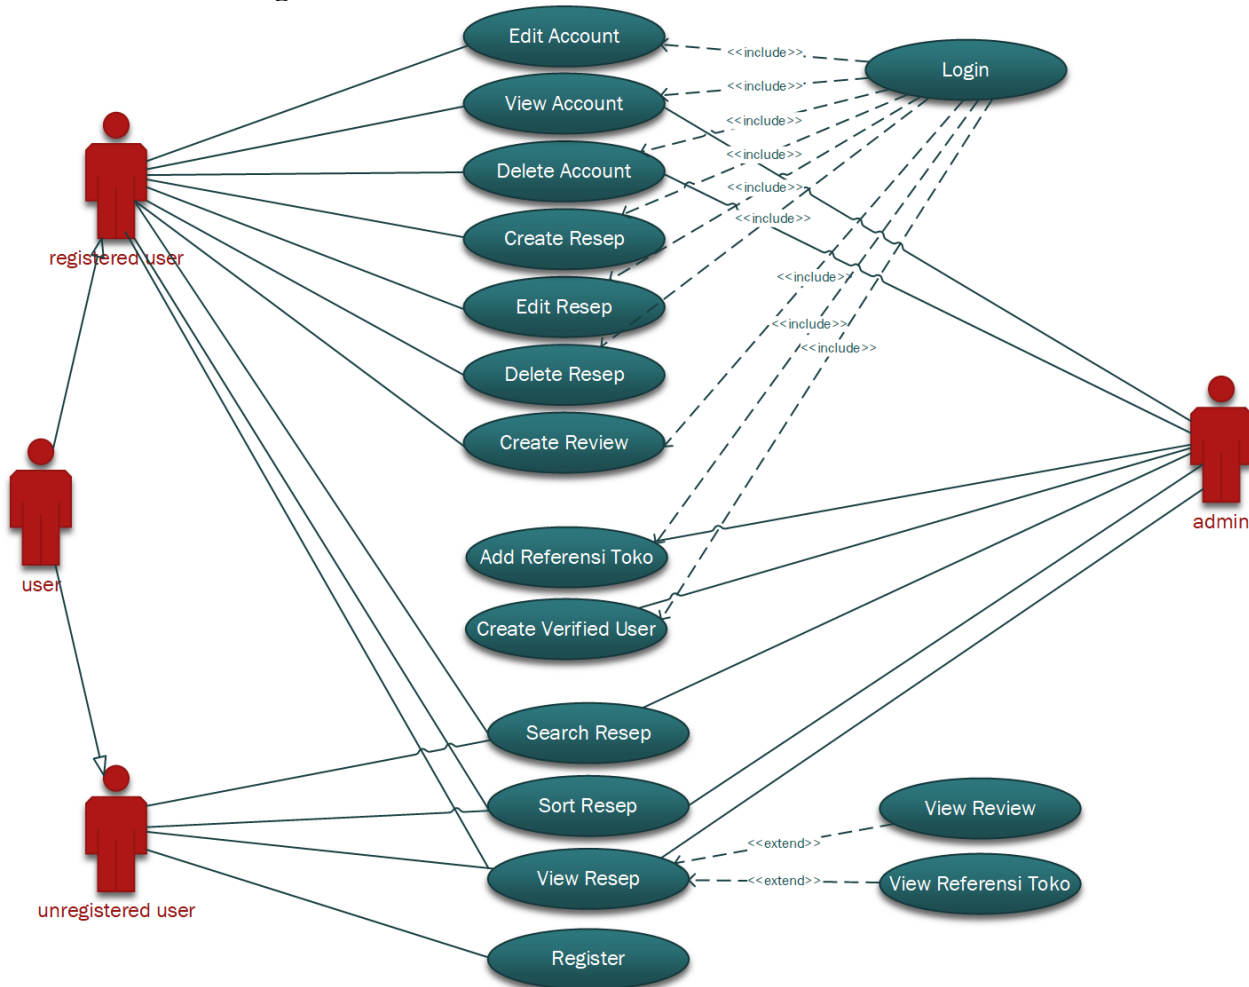 Edit Account
<<include>>
Login
View Account
<<include>>
<<include>>
Delete Account
<<include>>
<<include>>
<<include>>
Create Resep
registered user
<<include>>
Edit Resep
<<include>>
<<include>>
Delete Resep
Create Review
admin
Add Referensi Toko
user
Create Verified User
Search Resep
Sort Resep
View Review
<<extend>>
View Resep
<<extend>>
View Referensi Toko
unregistered user
Register